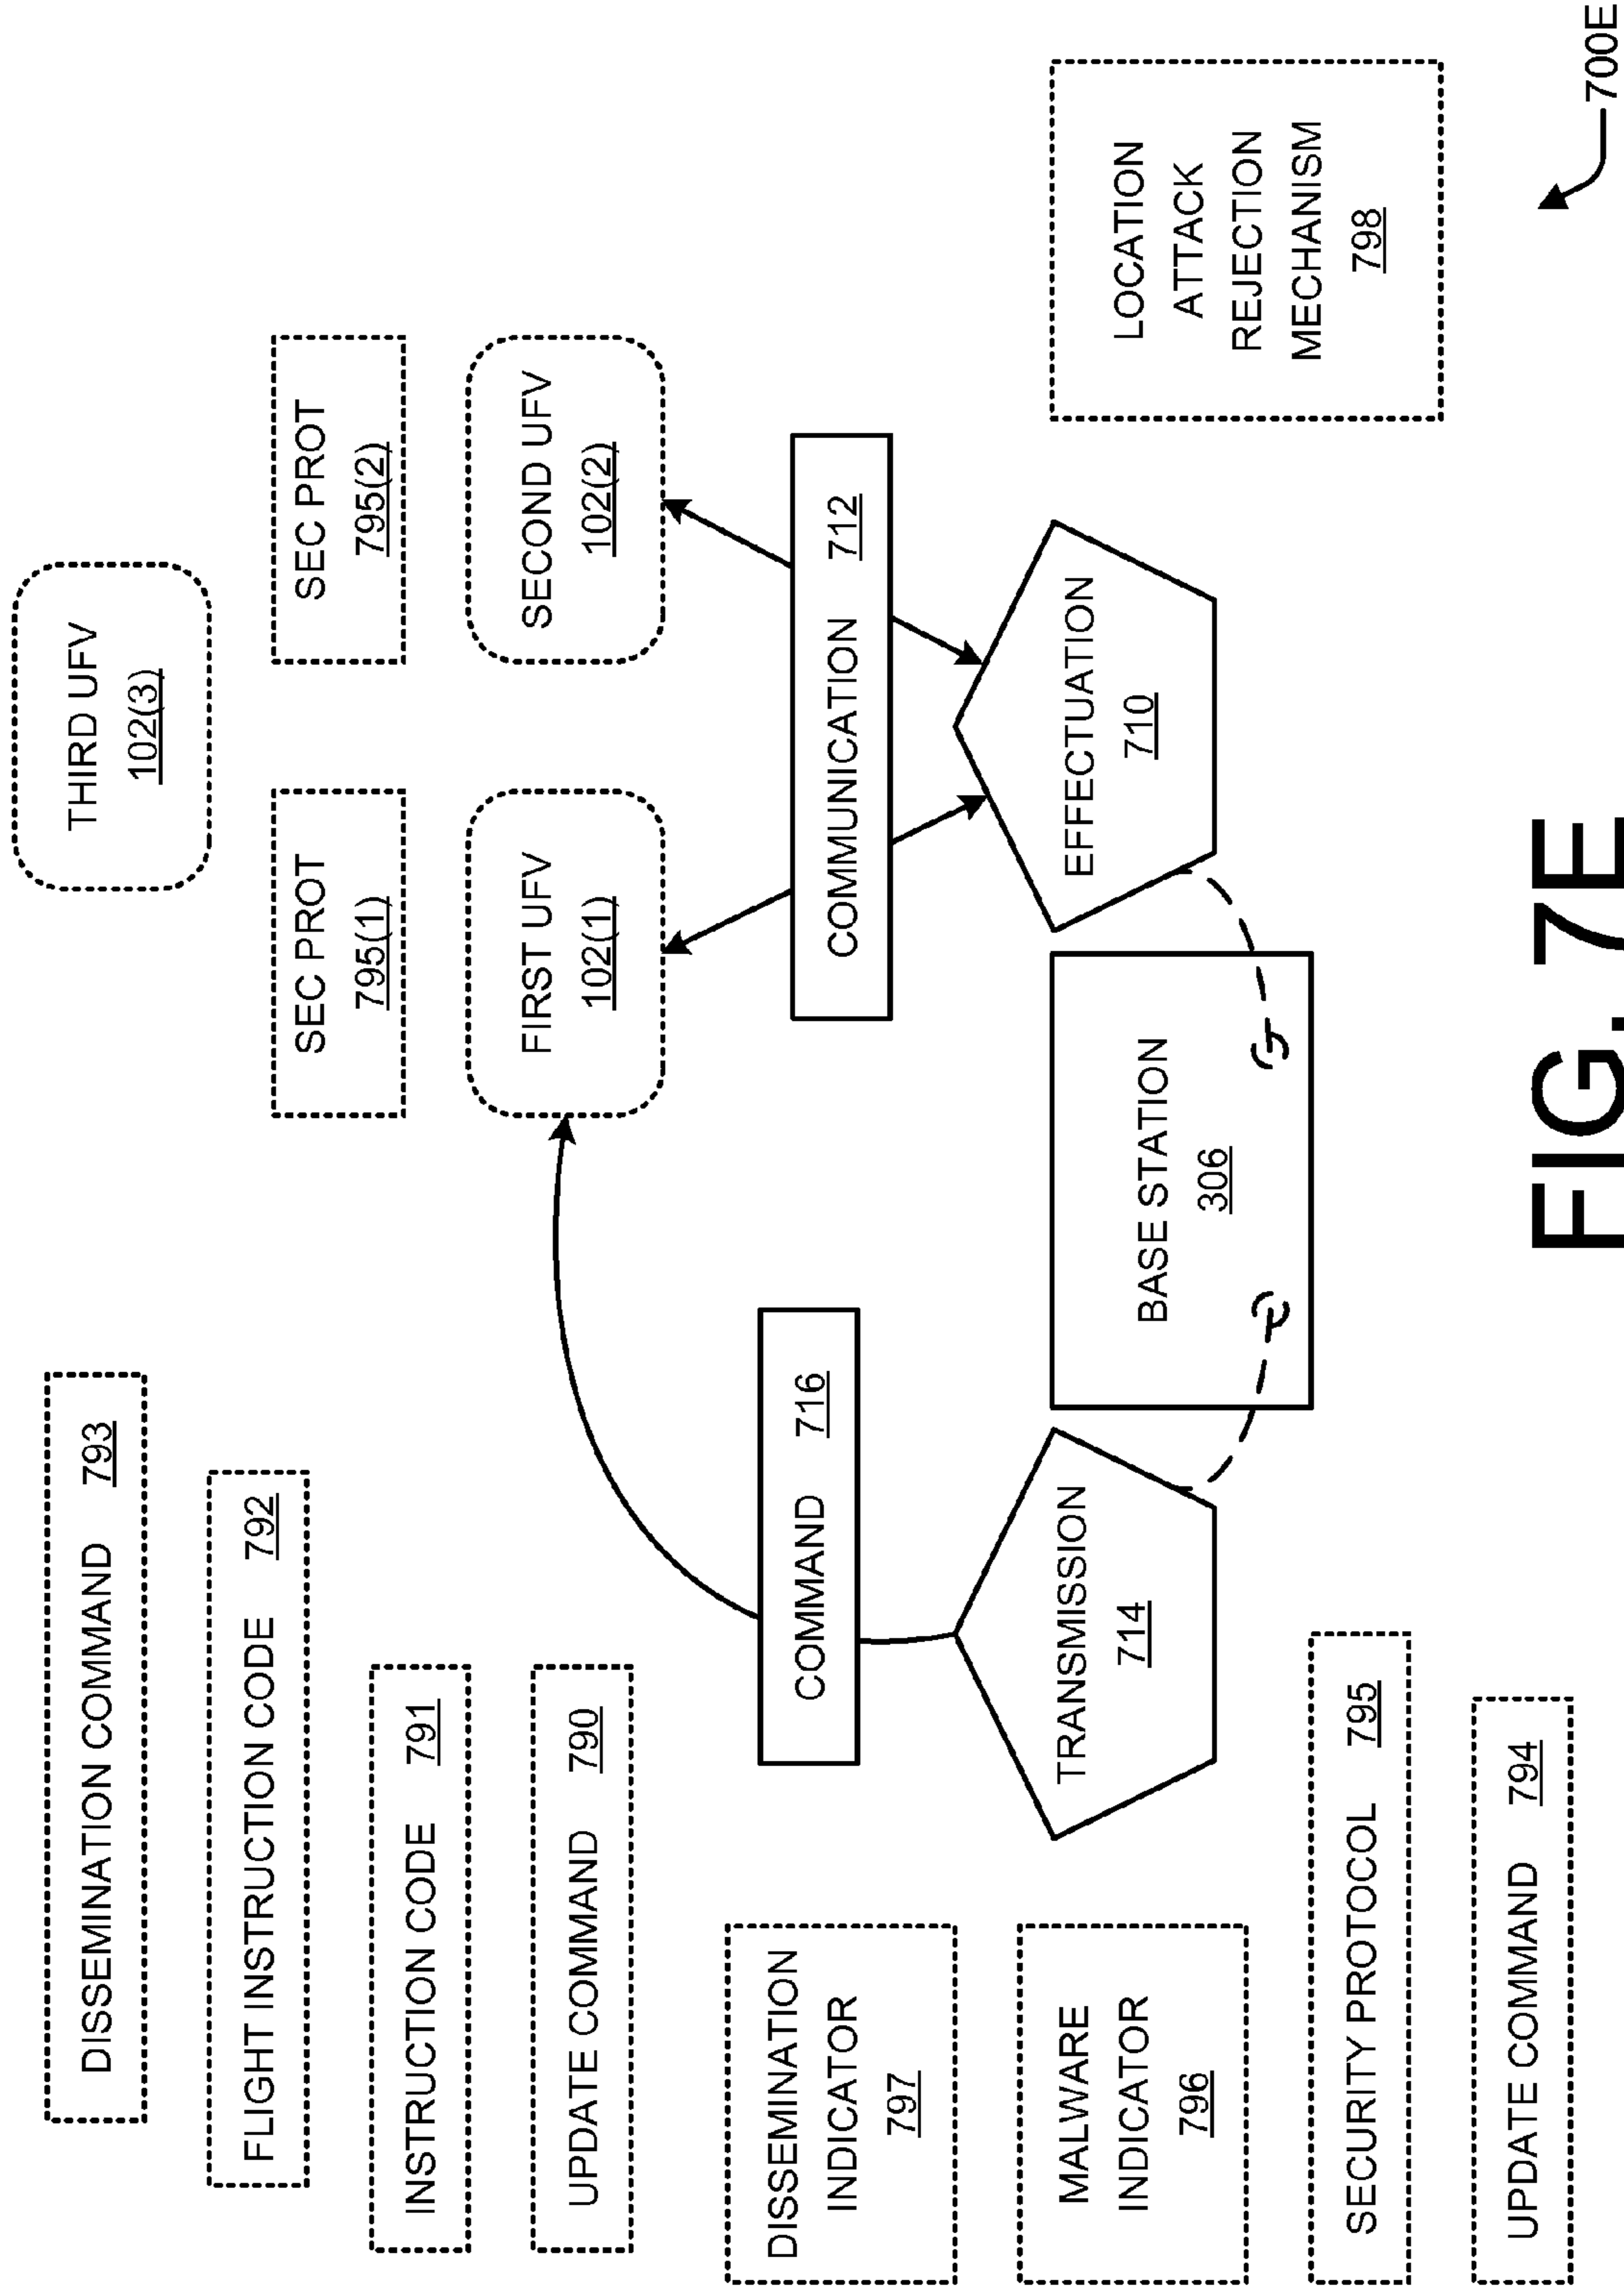 DISSEMINATION COMMAND 793
THIRD UFV
102(3)
FLIGHT INSTRUCTION CODE 792
SEC PROT
795(1)
SEC PROT
795(2)
INSTRUCTION CODE 791
FIRST UFV
102(1)
SECOND UFV
102(2)
UPDATE COMMAND 790
DISSEMINATION
INDICATOR
797
COMMAND 716
COMMUNICATION 712
MALWARE
INDICATOR
796
TRANSMISSION
714
BASE STATION
306
EFFECTUATION
710
LOCATION
ATTACK
REJECTION
MECHANISM
798
SECURITY PROTOCOL 795
UPDATE COMMAND 794
FIG. 7E
700E